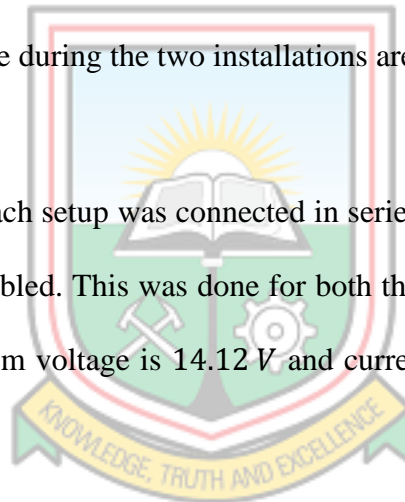 e during the two installations are
ach setup was connected in serie
bled. This was done for both th
m voltage is 14.12 V and curre
KNOWLEDGE, TRUTH AND EXCELLENCE